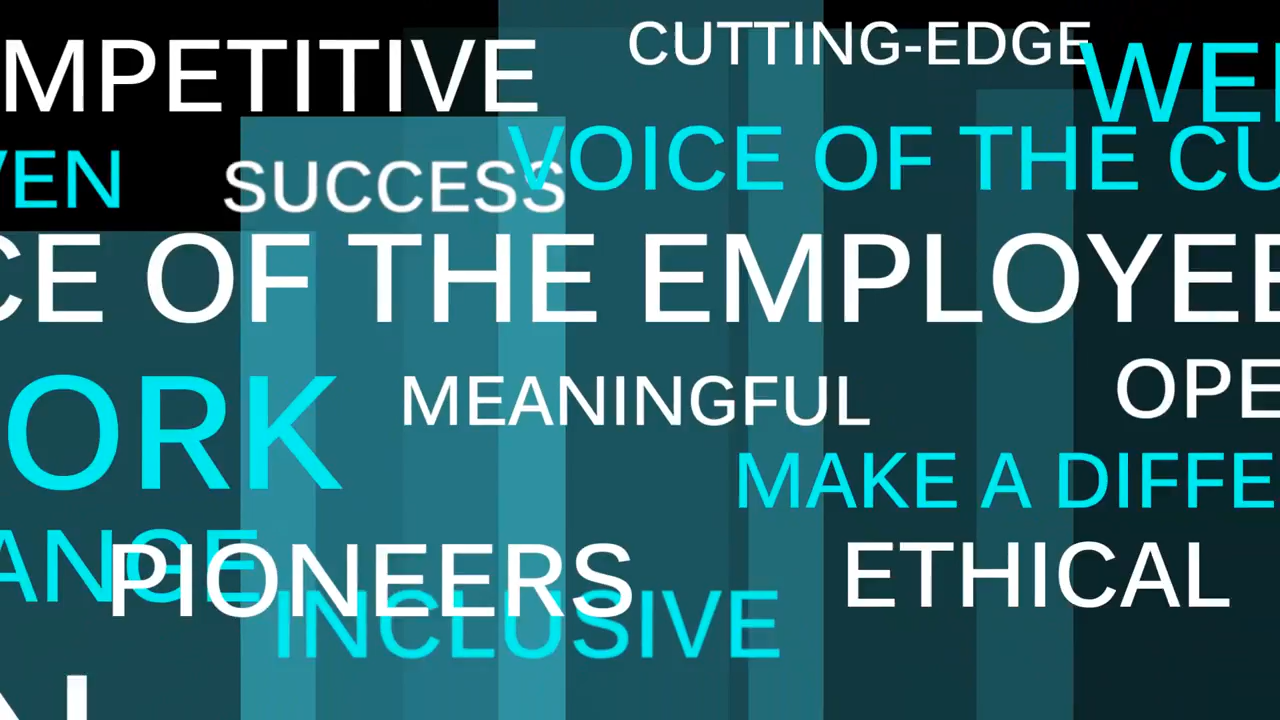 CUTTING-EDGE
MPETITIVE
WE
VOICE OF THE CU
VEN
SUCCESS
CE OF THE EMPLOYEE
OPE
ORK
MEANINGFUL
MAKE A DIFFE
ANGE
PIONEERS
ETHICAL
INCLUSIVE
N